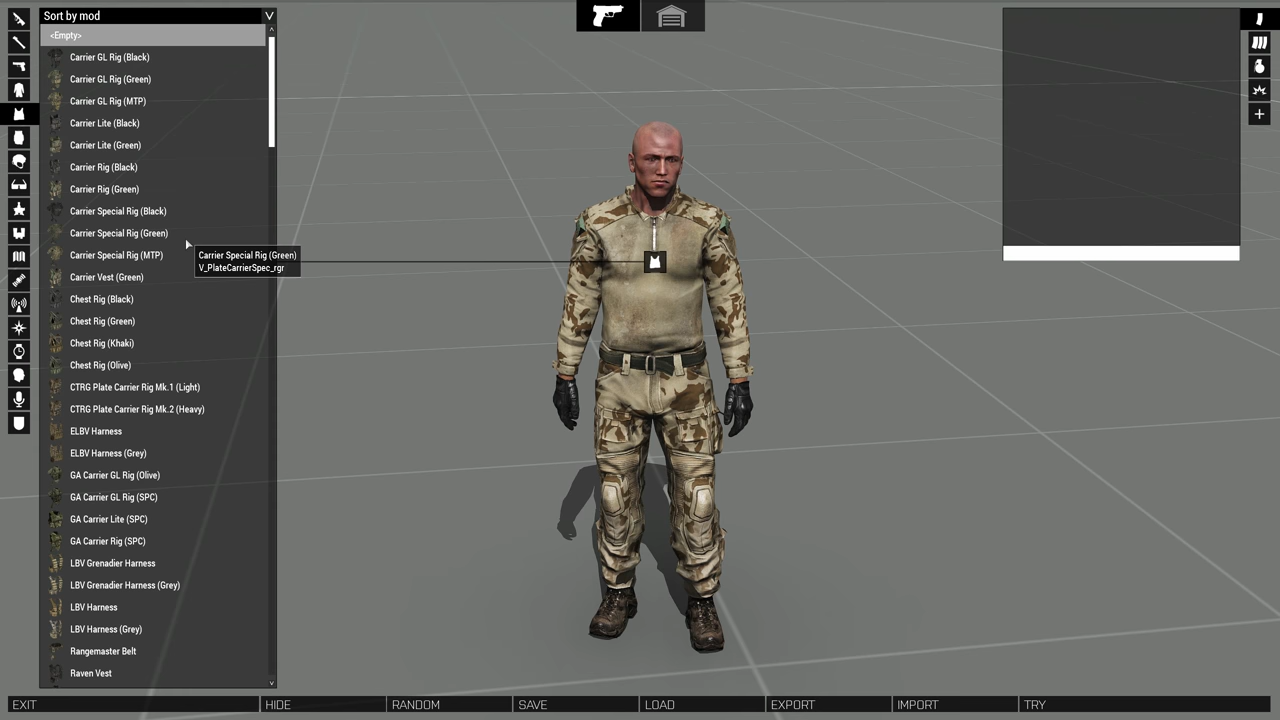 Sort by mod
<Empty>
Carrier GL Rig (Black)
Carrier GL Rig (Green)
Carrier GL Rig (MTP)
Carrier Lite (Black)
Carrier Lite (Green)
Carrier Rig (Black)
Carrier Rig (Green)
Carrier Special Rig (Black)
Carrier Special Rig (Green)
Carrier Special Rig (MTP)
Carrier Vest (Green)
Chest Rig (Black)
Chest Rig (Green)
Chest Rig (Khaki)
Chest Rig (Olive)
CTRG Plate Carrier Rig Mk.1 (Light)
CTRG Plate Carrier Rig Mk.2 (Heavy)
ELBV Harness
ELBV Harness (Grey)
GA Carrier GL Rig (Olive)
GA Carrier GL Rig (SPC)
GA Carrier Lite (SPC)
GA Carrier Rig (SPC)
LBV Grenadier Harness
LBV Grenadier Harness (Grey)
LBV Harness
LBV Harness (Grey)
Rangemaster Belt
Raven Vest
Carrier Special Rig (Green)
V_PlateCarrierSpec_rgr
EXIT
HIDE
RANDOM
SAVE
LOAD
EXPORT
IMPORT
TRY